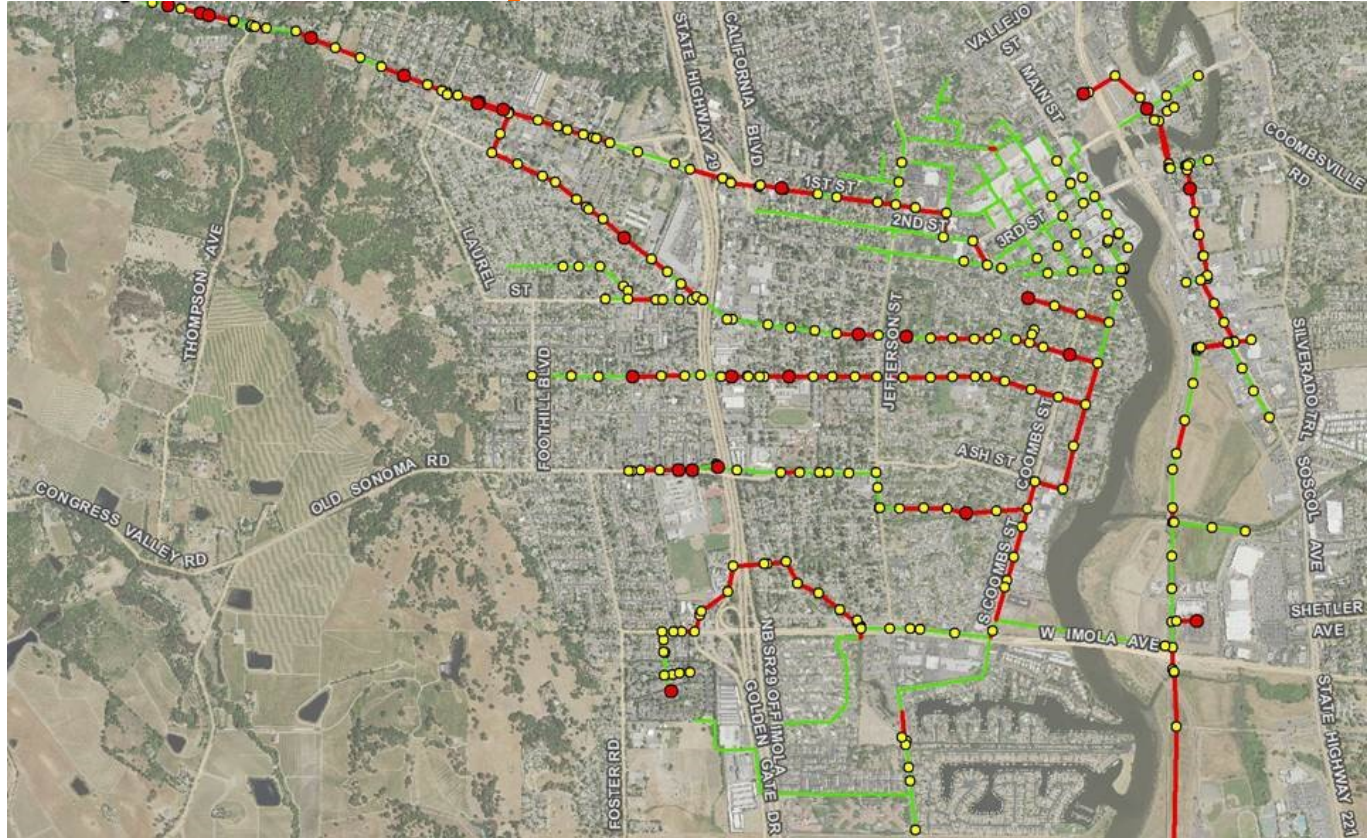 STATE HIGHWAY 29
CALIFORNIA
BLVD
VALLEJO
ST
MAIN ST
COOMBSVILLE
RD
1ST ST
2ND ST
3RD ST
THOMPSON AVE
LAUREL
ST
JEFFERSON ST
FOOTHILL BLVD
SILVERADO TRL
SOSCOL AVE
ASH ST
COOMBS ST
OLD SONOMA RD
CONGRESS VALLEY RD
S COOMBS ST
W IMOLA AVE
SHETLER
AVE
NB SR29 OFF IMOLA
GOLDEN GATE DR
FOSTER RD
STATE HIGHWAY 22